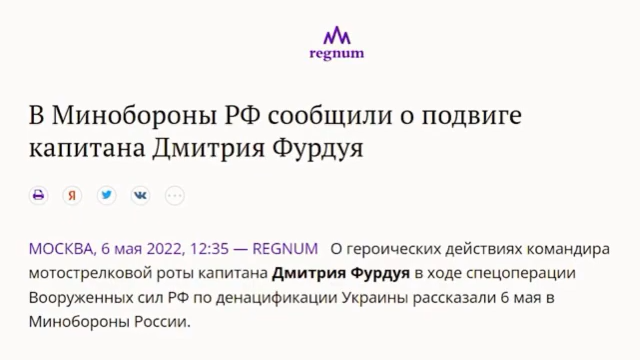 regnum
В Минобороны РФ сообщили о подвиге
капитана Дмитрия Фурдуя
МОСКВА, 6 мая 2022, 12:35 — REGNUM О героических действиях командира
мотострелковой роты капитана Дмитрия Фурдуя в ходе спецоперации
Вооруженных сил РФ по денацификации Украины рассказали 6 мая в
Минобороны России.